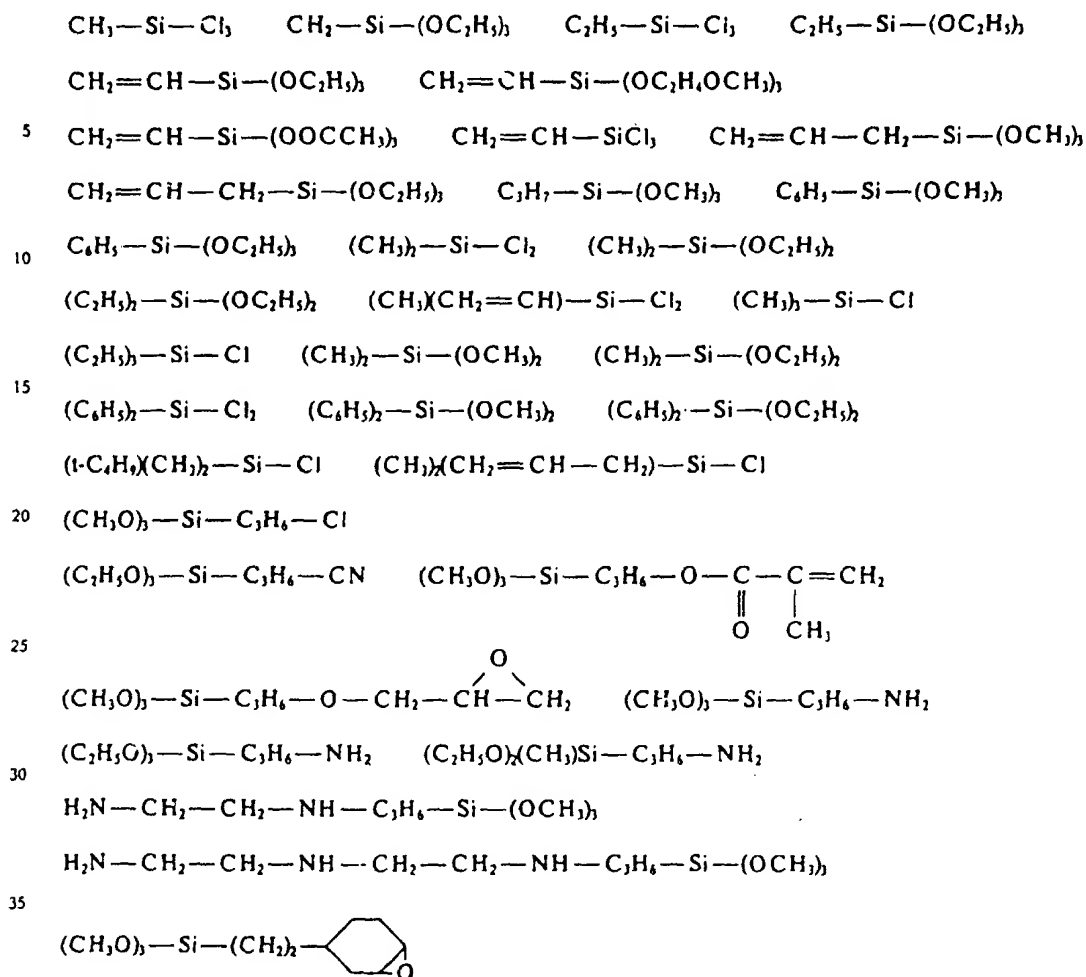 CH₃—Si—Cl₃ CH₂—Si—(OC₂H₅)₃ C₂H₅—Si—Cl₃ C₂H₅—Si—(OC₂H₅)₃
CH₂=CH—Si—(OC₂H₅)₃ CH₂=CH—Si—(OC₂H₄OCH₃)₃
5 CH₂=CH—Si—(OOCCH₃)₃ CH₂=CH—SiCl₃ CH₂=CH—CH₂—Si—(OCH₃)₃
CH₂=CH—CH₂—Si—(OC₂H₅)₃ C₃H₇—Si—(OCH₃)₃ C₆H₅—Si—(OCH₃)₃
C₆H₅—Si—(OC₂H₅)₃ (CH₃)₂—Si—Cl₂ (CH₃)₂—Si—(OC₂H₅)₂
10
(C₂H₅)₂—Si—(OC₂H₅)₂ (CH₃)(CH₂=CH)—Si—Cl₂ (CH₃)₃—Si—Cl
(C₂H₅)₃—Si—Cl (CH₃)₂—Si—(OCH₃)₂ (CH₃)₂—Si—(OC₂H₅)₂
15
(C₆H₅)₂—Si—Cl₂ (C₆H₅)₂—Si—(OCH₃)₂ (C₆H₅)₂—Si—(OC₂H₅)₂
(t-C₄H₉)(CH₃)₂—Si—Cl (CH₃)₂(CH₂=CH—CH₂)—Si—Cl
20 (CH₃O)₃—Si—C₃H₆—Cl
(C₂H₅O)₃—Si—C₃H₆—CN (CH₃O)₃—Si—C₃H₆—O—C—C=CH₂
O CH₃
25
O
(CH₃O)₃—Si—C₃H₆—O—CH₂—CH—CH₂ (CH₃O)₃—Si—C₃H₆—NH₂
(C₂H₅O)₃—Si—C₃H₆—NH₂ (C₂H₅O)₂(CH₃)Si—C₃H₆—NH₂
30
H₂N—CH₂—CH₂—NH—C₃H₆—Si—(OCH₃)₃
H₂N—CH₂—CH₂—NH—CH₂—CH₂—NH—C₃H₆—Si—(OCH₃)₃
35
(CH₃O)₃—Si—(CH₂)₂—
O